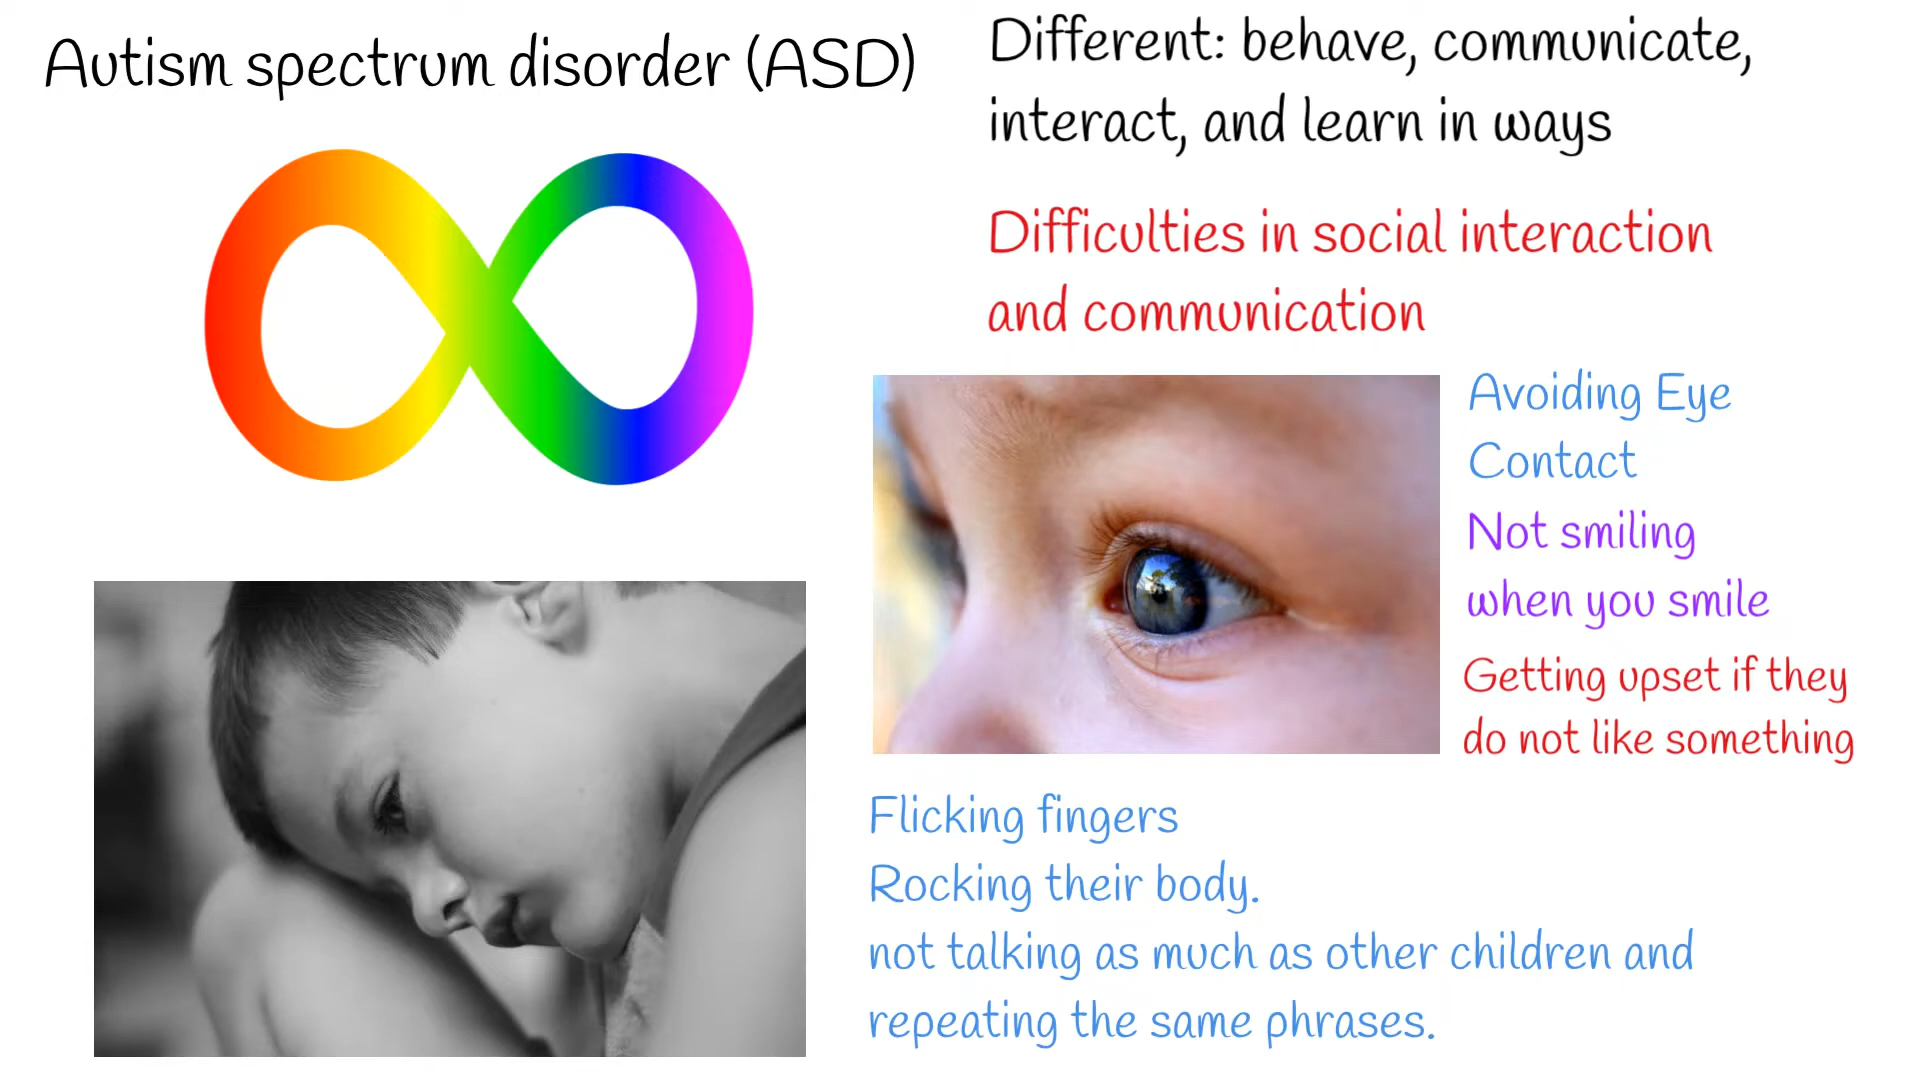 Autism spectrum disorder (ASD)
Different: behave, communicate,
interact, and learn in ways
Difficulties in social interaction
and communication
Avoiding Eye
Contact
Not smiling
when you smile
Getting upset if they
do not like something
Flicking fingers
Rocking their body.
not talking as much as other children and
repeating the same phrases.